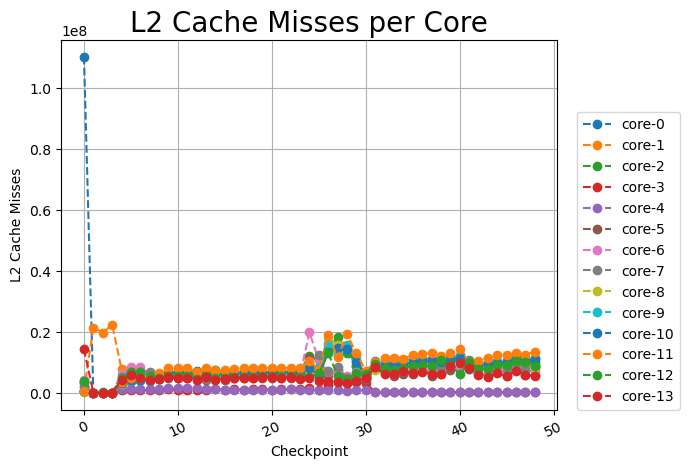 L2 Cache Misses per Core
1e8
1.0
0.8
0.6
0.4
0.2
0.0
L2 Cache Misses
0
10
20
30
40
50
Checkpoint
core-0
core-1
core-2
core-3
core-4
core-5
core-6
core-7
core-8
core-9
core-10
core-11
core-12
core-13